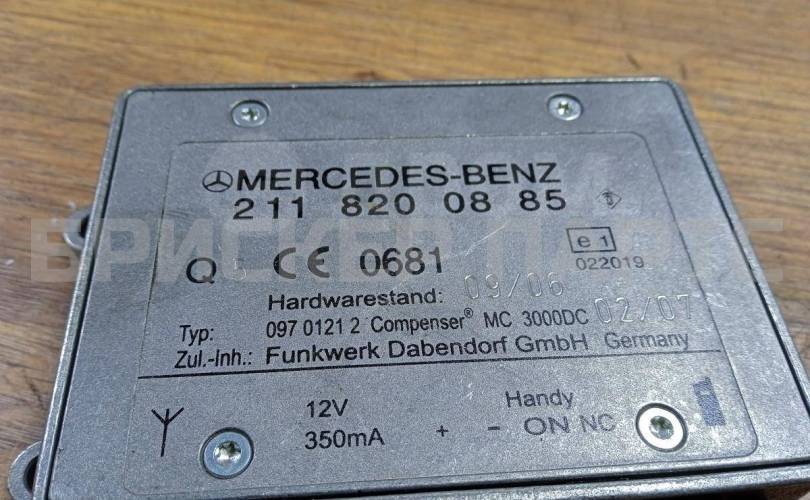 MERCEDES-BENZ
211 820 08 85
Q CE 0681 e1
022019
Hardwarestand: 09/06
Typ: 097 0121 2 Compenser® MC 3000DC 02/07
Zul.-Inh.: Funkwerk Dabendorf GmbH Germany
12V Handy
350mA + - ON NC